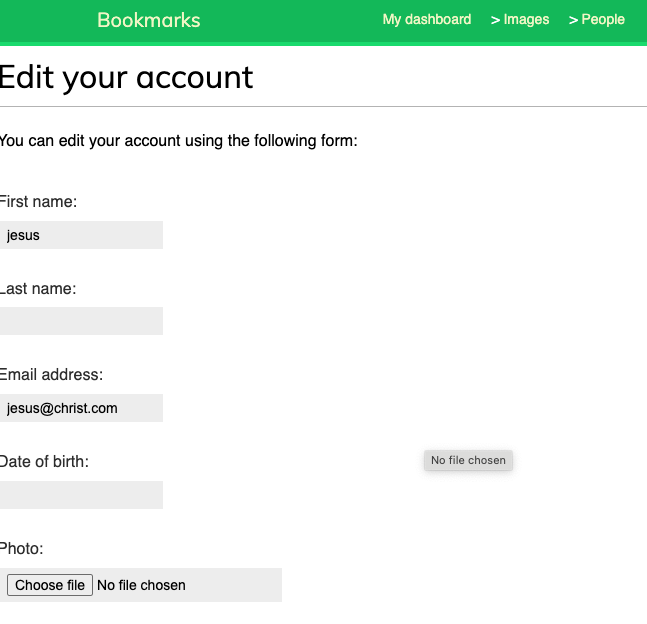 Bookmarks My dashboard > Images > People
Edit your account
You can edit your account using the following form:
First name:
jesus
Last name:
Email address:
jesus@christ.com
Date of birth:
No file chosen
Photo:
Choose file No file chosen